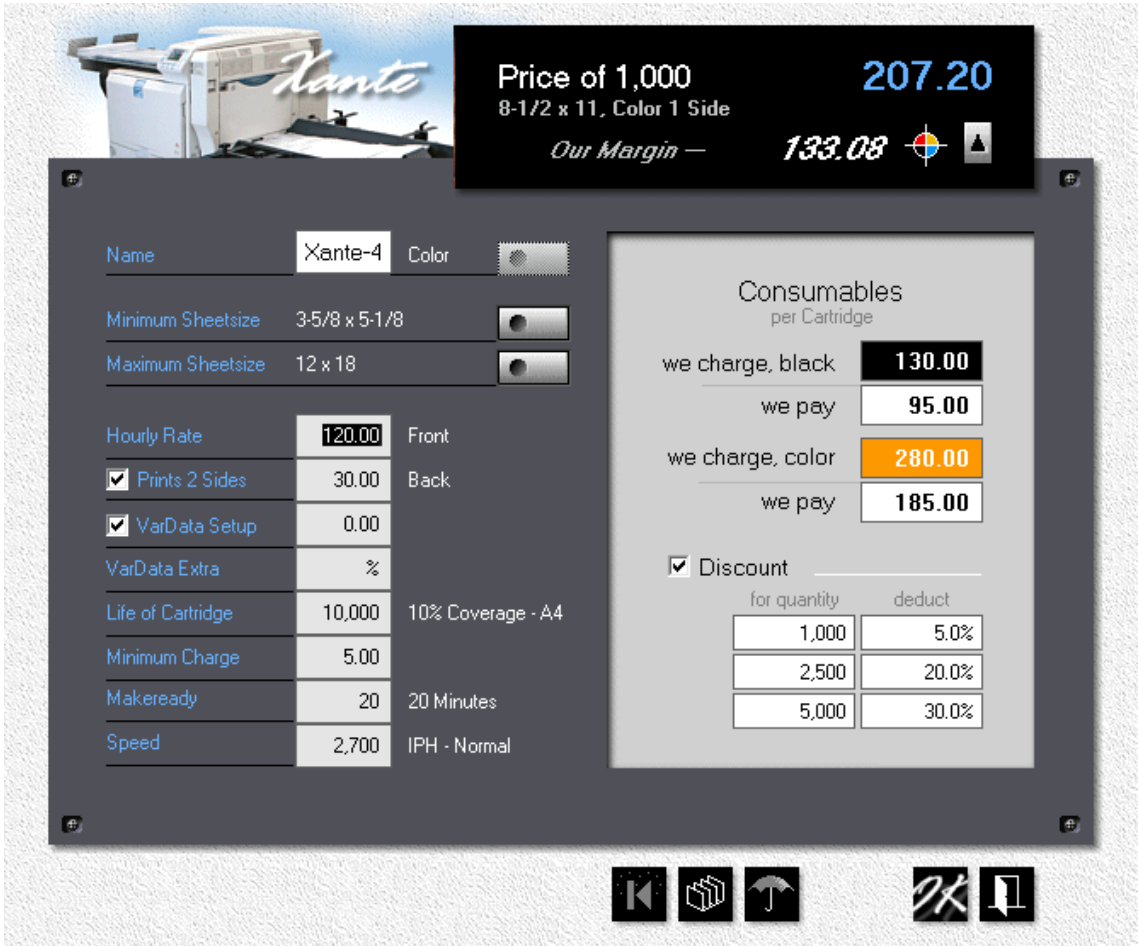 Xante
Price of 1,000 207.20
8-1/2 x 11, Color 1 Side
Our Margin — 133.08
Name Xante-4 Color
Minimum Sheetsize 3-5/8 x 5-1/8
Maximum Sheetsize 12 x 18
Hourly Rate 120.00 Front
Prints 2 Sides 30.00 Back
VarData Setup 0.00
VarData Extra %
Life of Cartridge 10,000 10% Coverage - A4
Minimum Charge 5.00
Makeready 20 20 Minutes
Speed 2,700 IPH - Normal
Consumables
per Cartridge
we charge, black 130.00
we pay 95.00
we charge, color 280.00
we pay 185.00
Discount
for quantity deduct
1,000 5.0%
2,500 20.0%
5,000 30.0%
OK